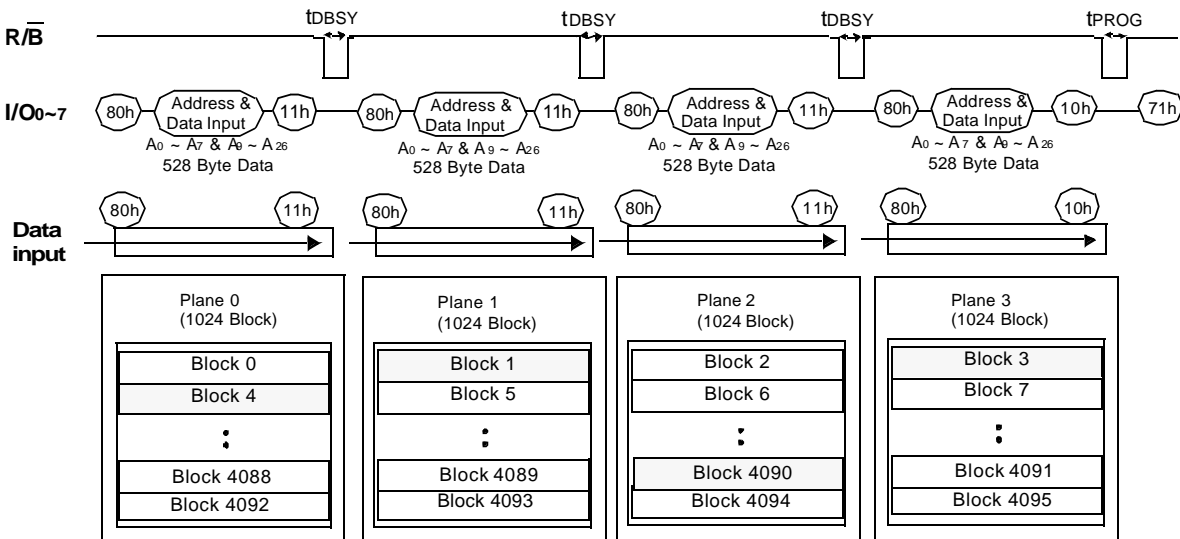 tDBSY tDBSY tDBSY tPROG
R/B
I/O0~7 80h Address & Data Input 11h 80h Address & Data Input 11h 80h Address & Data Input 11h 80h Address & Data Input 10h 71h
A0 ~ A7 & A9 ~ A26 A0 ~ A7 & A9 ~ A26 A0 ~ A7 & A9 ~ A26 A0 ~ A7 & A9 ~ A26
528 Byte Data 528 Byte Data 528 Byte Data 528 Byte Data
80h 11h 80h 11h 80h 11h 80h 10h
Data
input
Plane 0
(1024 Block)
Block 0
Block 4
:
Block 4088
Block 4092
Plane 1
(1024 Block)
Block 1
Block 5
:
Block 4089
Block 4093
Plane 2
(1024 Block)
Block 2
Block 6
:
Block 4090
Block 4094
Plane 3
(1024 Block)
Block 3
Block 7
:
Block 4091
Block 4095